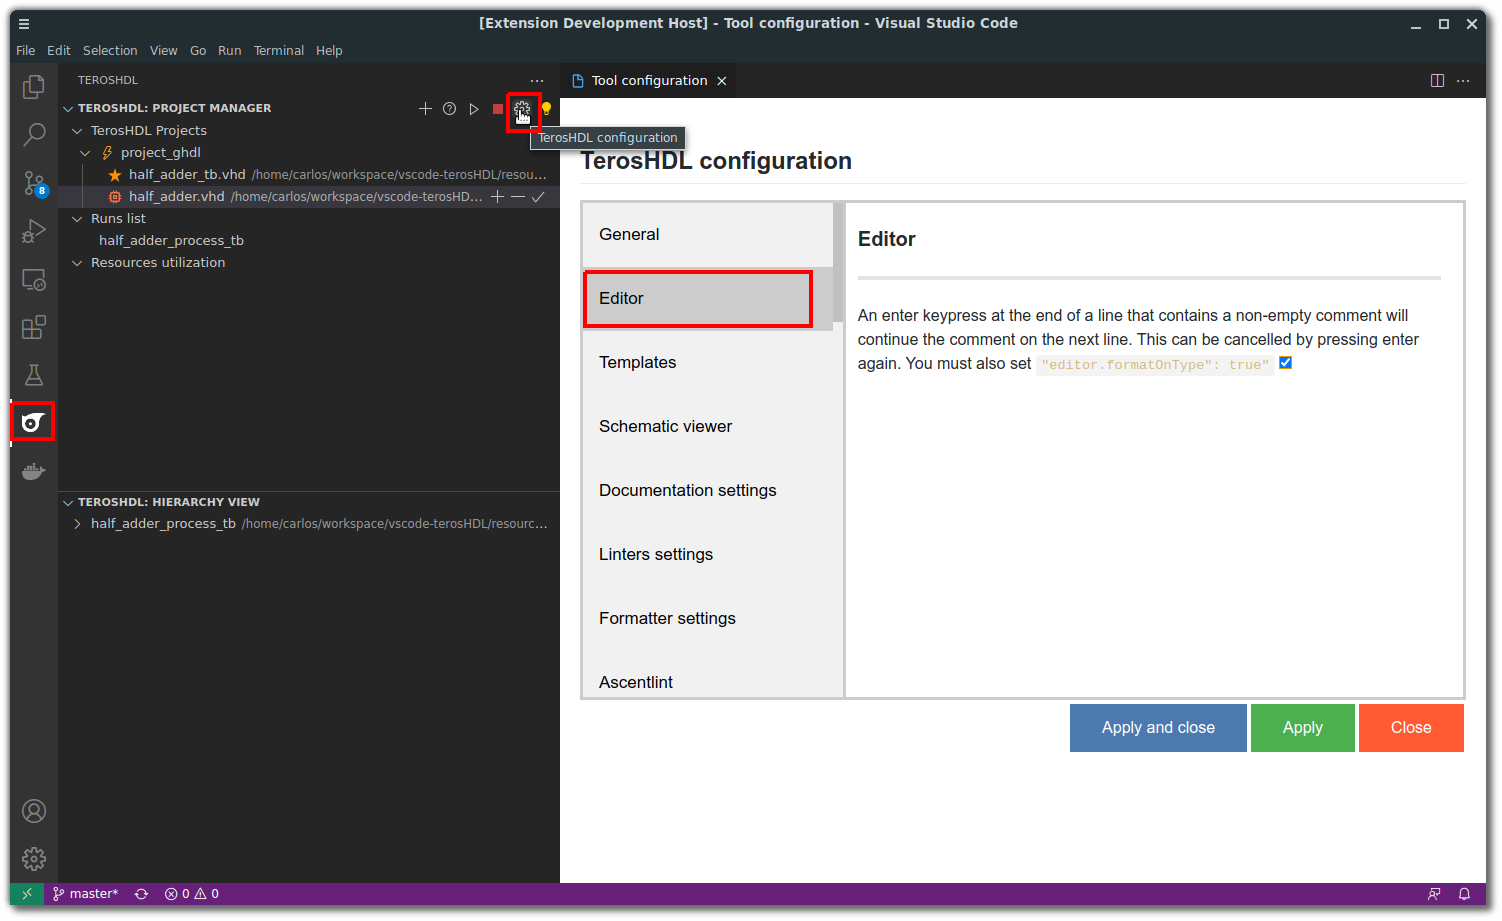 [Extension Development Host] - Tool configuration - Visual Studio Code
File Edit Selection View Go Run Terminal Help
TEROSHDL
TEROSHDL: PROJECT MANAGER
TerosHDL Projects
project_ghdl
half_adder_tb.vhd /home/carlos/workspace/vscode-terosHDL/resou...
half_adder.vhd /home/carlos/workspace/vscode-terosHD...
Runs list
half_adder_process_tb
Resources utilization
8
TEROSHDL: HIERARCHY VIEW
half_adder_process_tb /home/carlos/workspace/vscode-terosHDL/resourc...
Tool configuration
TerosHDL configuration
TerosHDL configuration
General
Editor
Templates
Schematic viewer
Documentation settings
Linters settings
Formatter settings
Ascentlint
Editor
An enter keypress at the end of a line that contains a non-empty comment will
continue the comment on the next line. This can be cancelled by pressing enter
again. You must also set "editor.formatOnType": true"
Apply and close Apply Close
master* 0 0